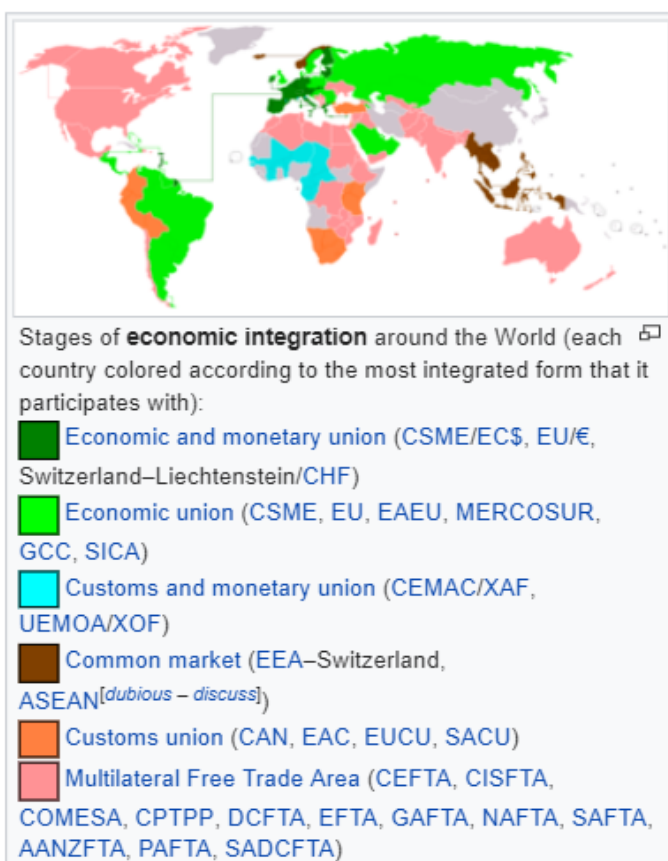 Stages of economic integration around the World (each
country colored according to the most integrated form that it
participates with):
Economic and monetary union (CSME/EC$, EU/€,
Switzerland–Liechtenstein/CHF)
Economic union (CSME, EU, EAEU, MERCOSUR,
GCC, SICA)
Customs and monetary union (CEMAC/XAF,
UEMOA/XOF)
Common market (EEA–Switzerland,
ASEAN[dubious – discuss])
Customs union (CAN, EAC, EUCU, SACU)
Multilateral Free Trade Area (CEFTA, CISFTA,
COMESA, CPTPP, DCFTA, EFTA, GAFTA, NAFTA, SAFTA,
AANZFTA, PAFTA, SADCFTA)